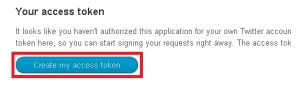 Your access token
It looks like you haven't authorized this application for your own Twitter accoun
token here, so you can start signing your requests right away. The access tok
Create my access token